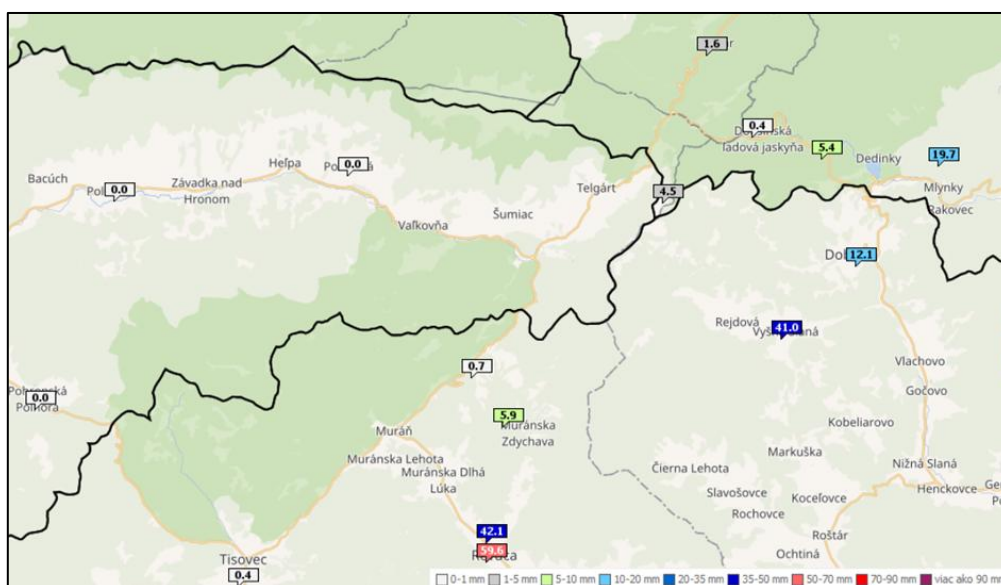 1.6
0.4
ľadová jaskyňa
5.4
Dedinky
19.7
Mlynky
Rakovec
Heľpa
0.0
Bacúch
0.0
Závadka nad
Hronom
Telgárt
4.5
Šumiac
Vaľkovňa
12.1
Rejdová
41.0
Vlachovo
Gočovo
0.7
0.0
5.9
Muránska
Zdychava
Kobeliarovo
Muráň
Markuška
Muránska Lehota
Muránska Dlhá
Lúka
Čierna Lehota
Nižná Slaná
Slavošovce
Koceľovce
Henckovce
Rochovce
42.1
59.6
Roštár
Ochtiná
Tisovec
0.4
0-1 mm 1-5 mm 5-10 mm 10-20 mm 20-35 mm 35-50 mm 50-70 mm 70-90 mm viac ako 90 mm